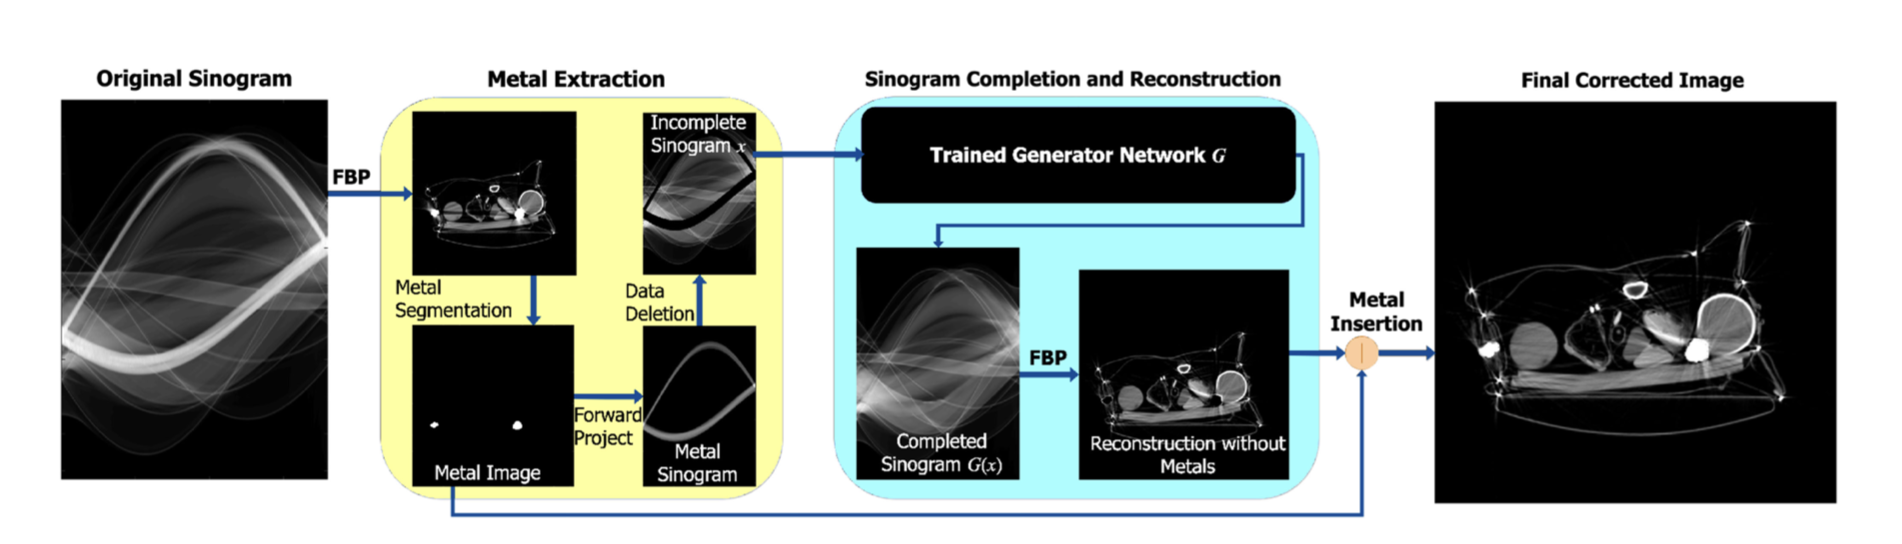 Original Sinogram
Metal Extraction
Sinogram Completion and Reconstruction
Final Corrected Image
FBP
Incomplete
Sinogram x
Trained Generator Network G
Metal
Segmentation
Data
Deletion
Metal Image
Forward
Project
Metal
Sinogram
Completed
Sinogram G(x)
FBP
Reconstruction without
Metals
Metal
Insertion